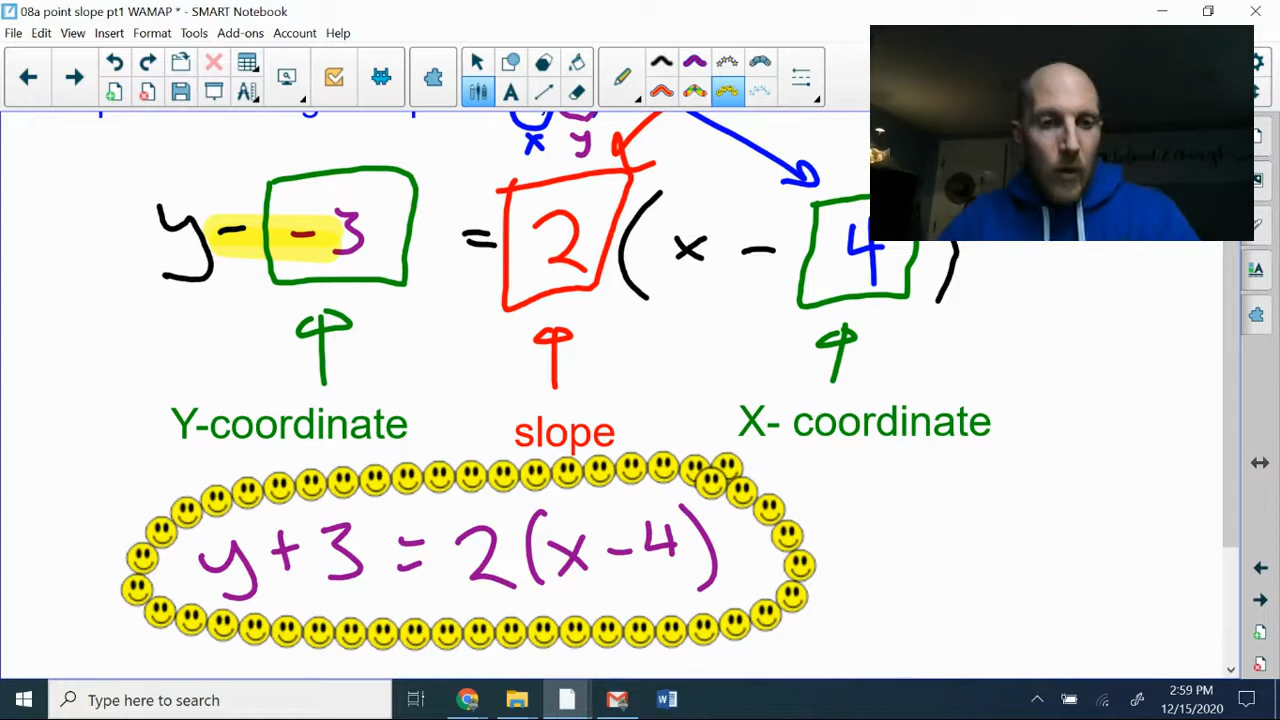 08a point slope pt1 WAMAP * - SMART Notebook
File Edit View Insert Format Tools Add-ons Account Help
x y
y - -3 = 2 (x - 4)
Y-coordinate slope X- coordinate
y + 3 = 2(x - 4)
Type here to search
2:59 PM
12/15/2020